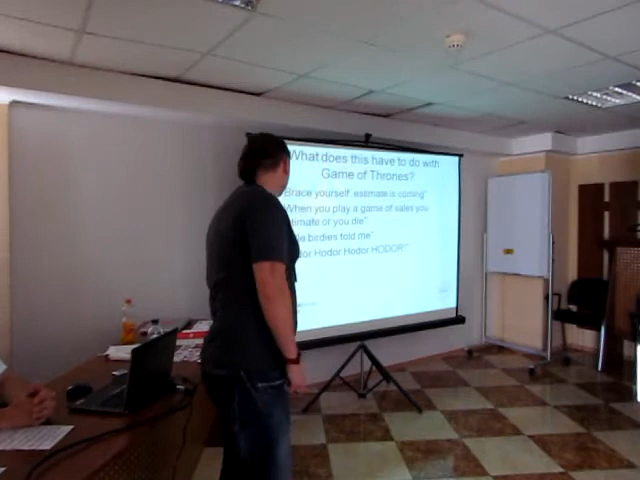 What does this have to do with
Game of Thrones?
Brace yourself, estimate is coming"
When you play a game of sales you
or you die"
birdies told me"
Hodor Hodor HODOR!"